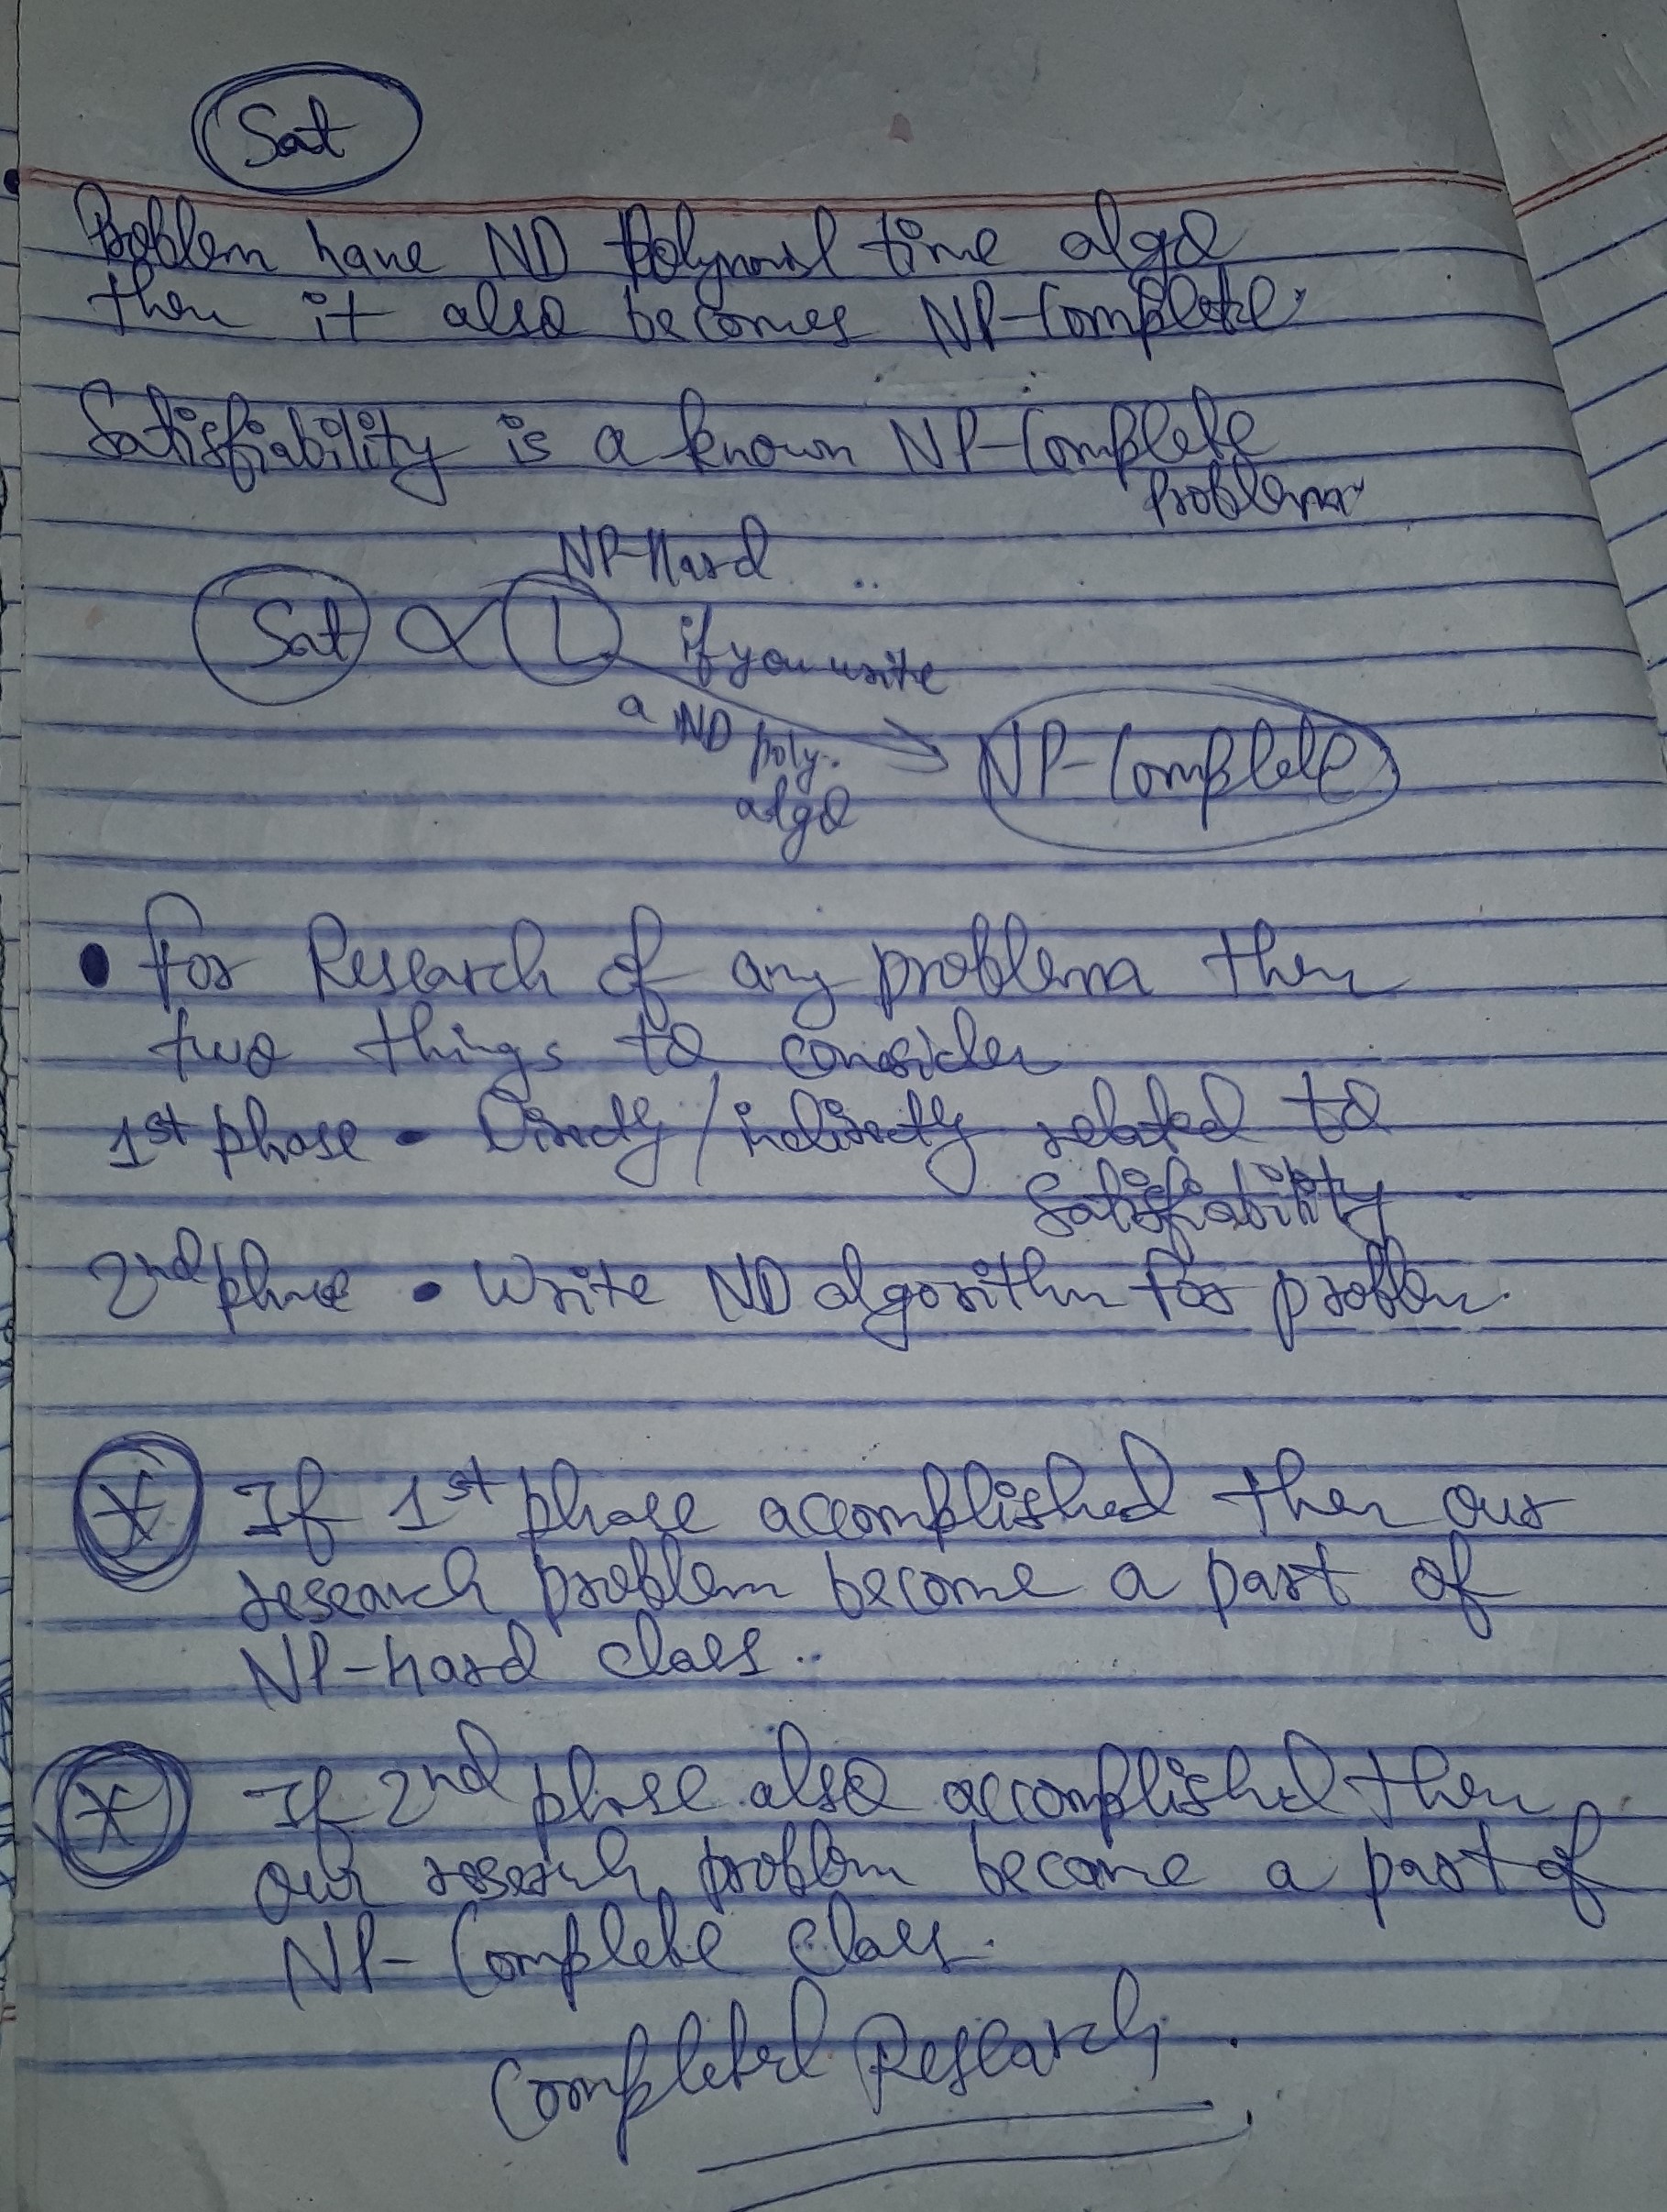 Sat
Problem have ND Polynomial time algo
then it also becomes NP-Complete.
Satisfiability is a known NP-Complete
Problem.
NP-Hard
Sat ∝ L if you write
a ND poly. algo
NP-Complete
• For Research of any problem then
two things to consider
1st phase • Directly/indirectly related to
Satisfiability
2nd phase • Write ND algorithm for problem.
* If 1st phase accomplished then our
research problem become a part of
NP-hard class..
* If 2nd phase also accomplished then
our research problem become a part of
NP-Complete class.
Completed Research.